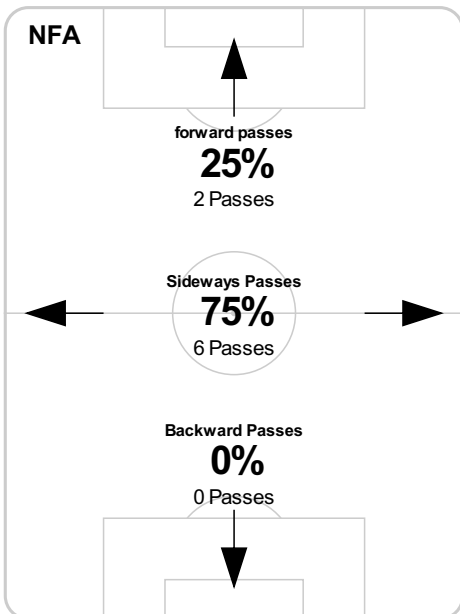 NFA
forward passes
25%
2 Passes
Sideways Passes
75%
6 Passes
Backward Passes
0%
0 Passes